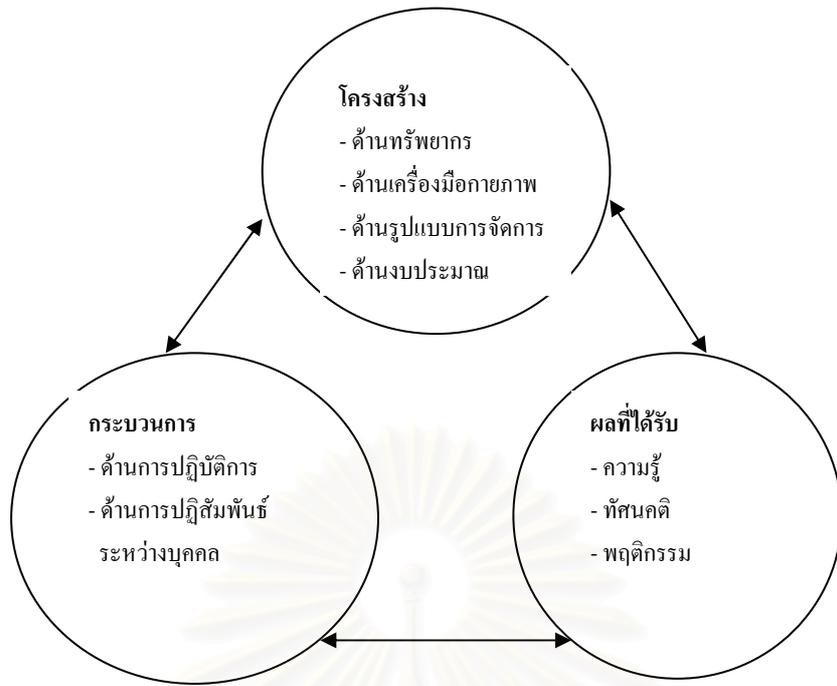 โครงสร้าง
- ด้านทรัพยากร
- ด้านเครื่องมือกายภาพ
- ด้านรูปแบบการจัดการ
- ด้านงบประมาณ
กระบวนการ
- ด้านการปฏิบัติการ
- ด้านการปฏิสัมพันธ์
ระหว่างบุคคล
ผลที่ได้รับ
- ความรู้
- ทัศนคติ
- พฤติกรรม